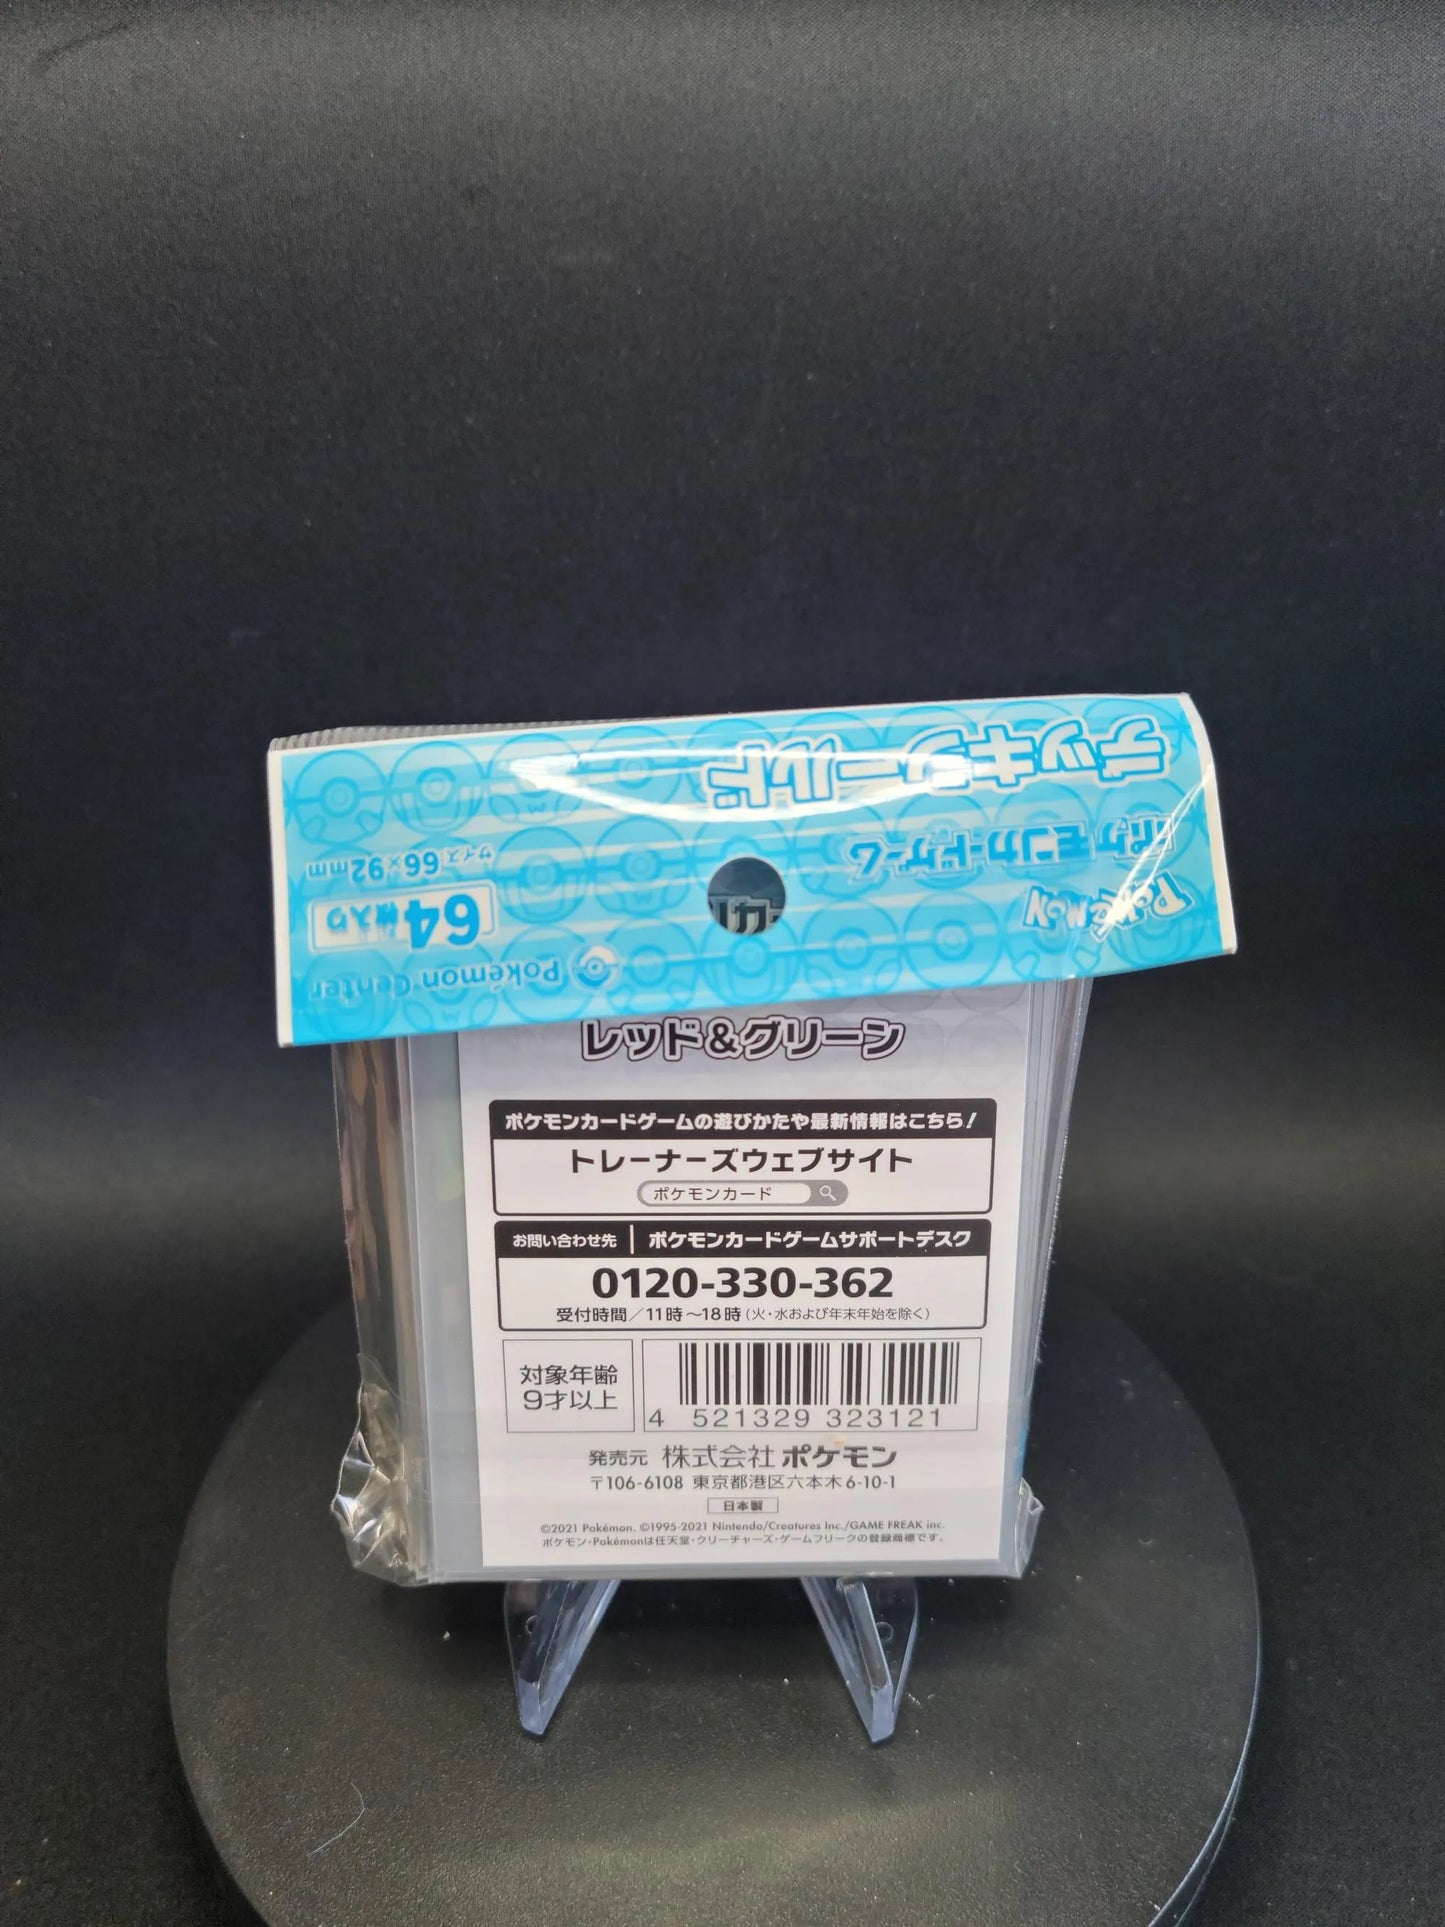 デッキシールド
ポケモンカードゲーム
POKéMON
サイズ 66×92mm
64枚入り
Pokémon Center
レッド＆グリーン
ポケモンカードゲームの遊びかたや最新情報はこちら！
トレーナーズウェブサイト
ポケモンカード
お問い合わせ先 ポケモンカードゲームサポートデスク
0120-330-362
受付時間／11時～18時(火・水および年末年始を除く)
対象年齢
9才以上
4 521329 323121
発売元 株式会社ポケモン
〒106-6108 東京都港区六本木6-10-1
日本製
©2021 Pokémon. ©1995-2021 Nintendo/Creatures Inc./GAME FREAK inc.
ポケモン・Pokémonは任天堂・クリーチャーズ・ゲームフリークの登録商標です。